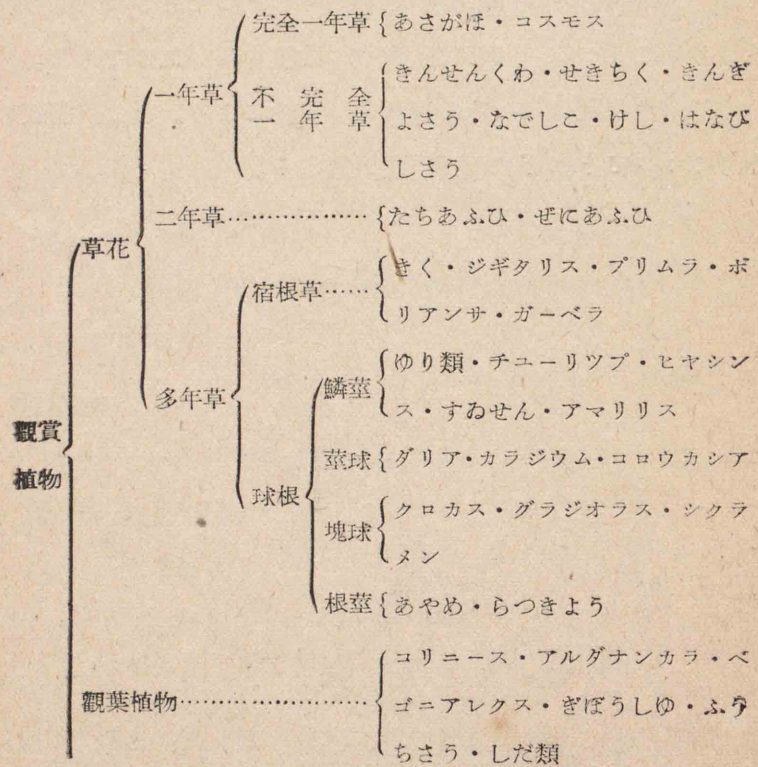 完全一年草 あさがほ・コスモス
一年草
不完全一年草 きんせんくわ・せきちく・きんぎ
よさう・なでしこ・けし・はなび
しさう
二年草……………… たちあふひ・ぜにあふひ
草花
宿根草…… きく・ジギタリス・プリムラ・ポ
リアンサ・ガーベラ
多年草
鱗莖 ゆり類・チユーリツプ・ヒヤシン
ス・すゐせん・アマリリス
球根
莖球 ダリア・カラジウム・コロウカシア
塊球 クロカス・グラジオラス・シクラ
メン
根莖 あやめ・らつきよう
觀賞
植物
觀葉植物……………………… コリニース・アルダナンカラ・ベ
ゴニアレクス・ぎぼうしゆ・ふう
ちさう・しだ類